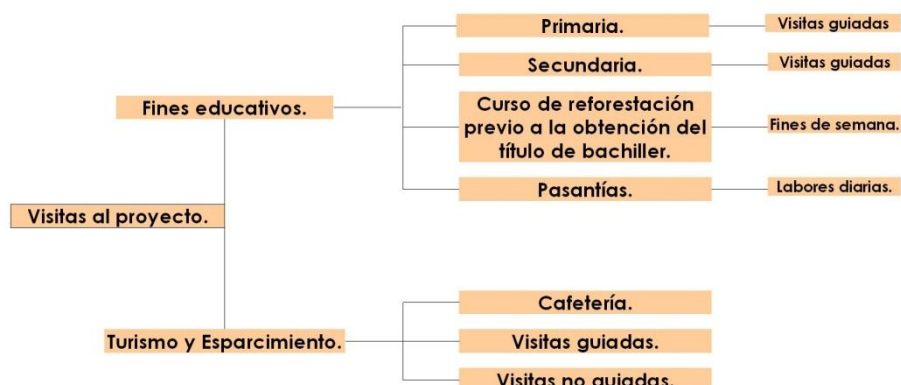 Primaria.
Visitas guiadas
Secundaria.
Visitas guiadas
Fines educativos.
Curso de reforestación
previo a la obtención del
título de bachiller.
Fines de semana.
Pasantías.
Labores diarias.
Visitas al proyecto.
Cafetería.
Turismo y Esparcimiento.
Visitas guiadas.
Visitas no guiadas.